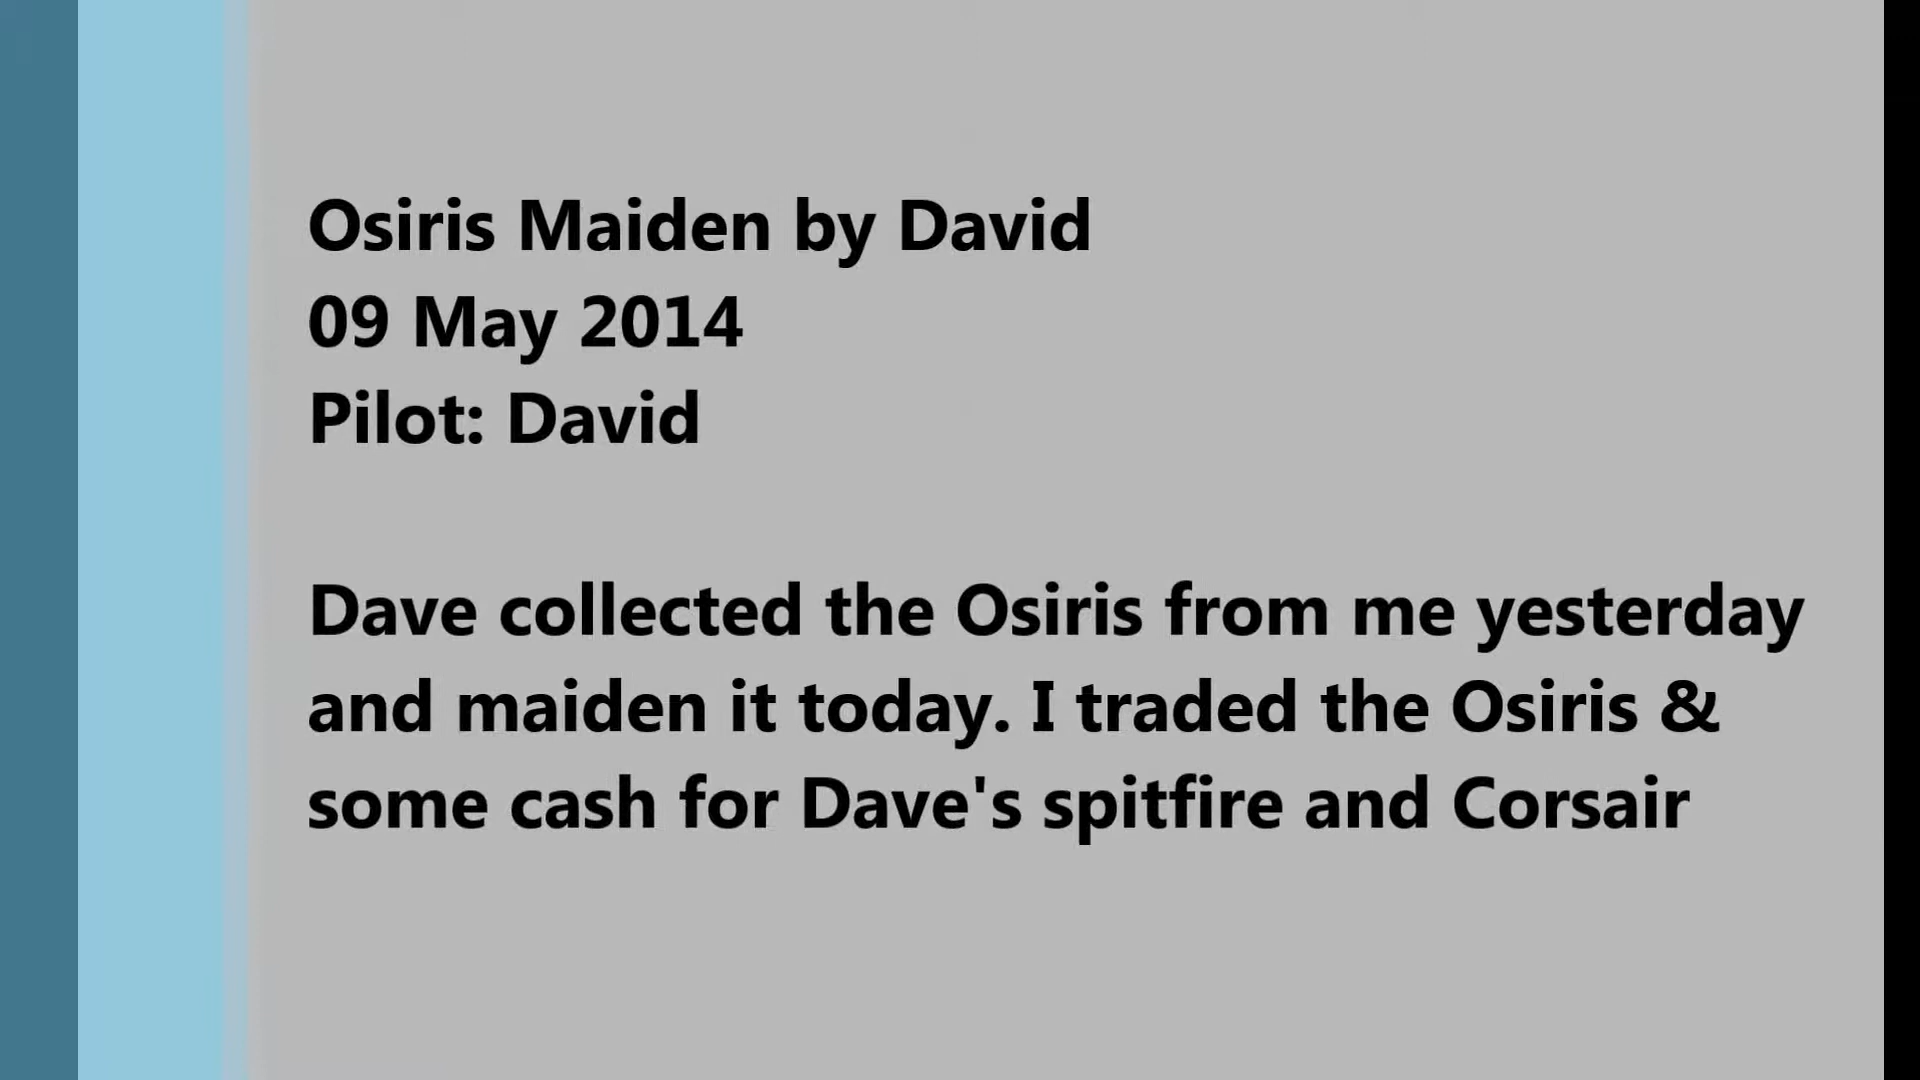 Osiris Maiden by David
09 May 2014
Pilot: David
Dave collected the Osiris from me yesterday
and maiden it today. I traded the Osiris &
some cash for Dave's spitfire and Corsair